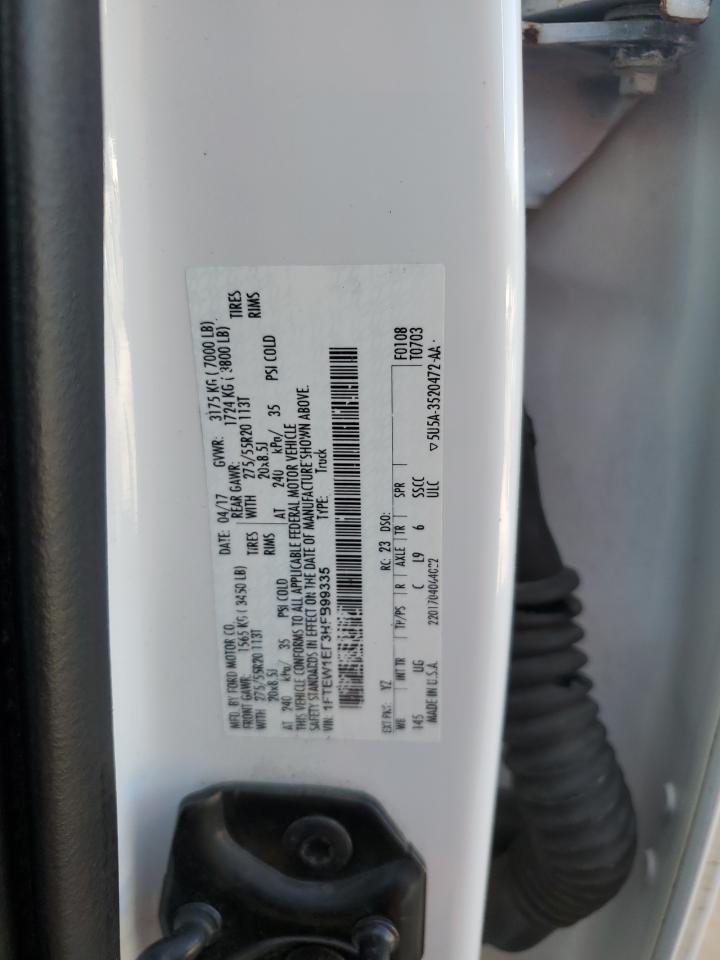 MFD. BY FORD MOTOR CO. DATE: 04/17 GVWR: 3175 KG ( 7000 LB)
FRONT GAWR: 1565 KG ( 3450 LB) REAR GAWR: 1724 KG ( 3800 LB)
WITH 275/55R20 113T TIRES WITH 275/55R20 113T TIRES
20x8.5J RIMS 20x8.5J RIMS
AT 240 kPa/ 35 PSI COLD AT 240 kPa/ 35 PSI COLD
THIS VEHICLE CONFORMS TO ALL APPLICABLE FEDERAL MOTOR VEHICLE
SAFETY STANDARDS IN EFFECT ON THE DATE OF MANUFACTURE SHOWN ABOVE.
VIN: 1FTEW1EF3HFB99335 TYPE: Truck
EXT PNT: YZ RC: 23 DSO: F0108
WB INT TR TP/PS R AXLE TR SPR T0703
145 UG C L9 6 SSCC
MADE IN U.S.A. ULC ▽5U5A-3520472-AA